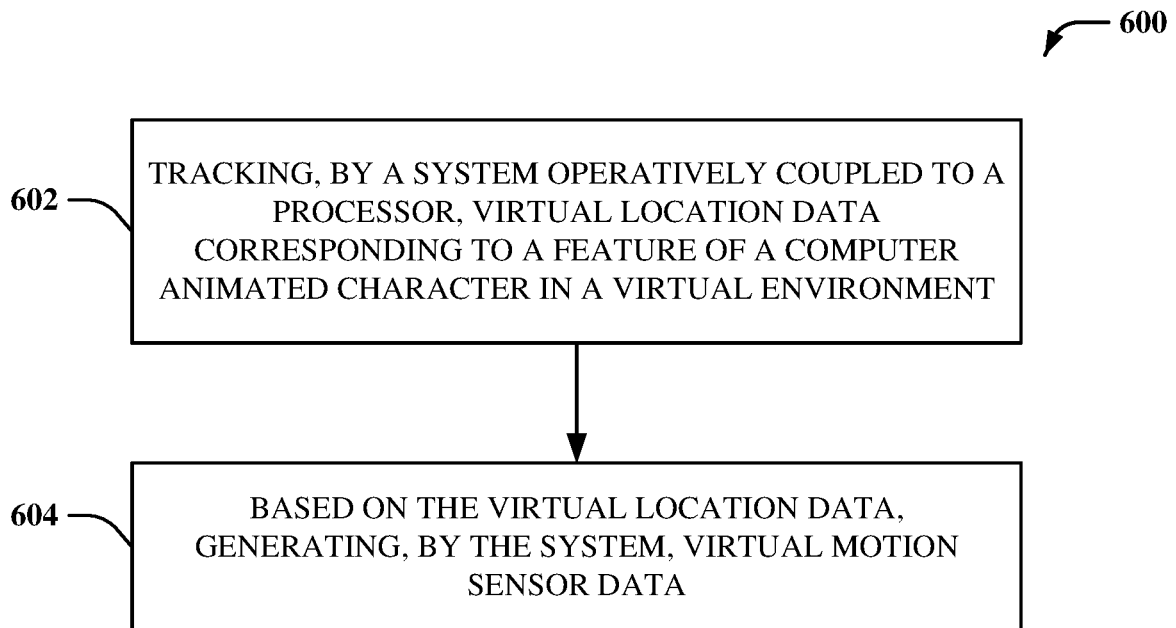 600
602
TRACKING, BY A SYSTEM OPERATIVELY COUPLED TO A
PROCESSOR, VIRTUAL LOCATION DATA
CORRESPONDING TO A FEATURE OF A COMPUTER
ANIMATED CHARACTER IN A VIRTUAL ENVIRONMENT
604
BASED ON THE VIRTUAL LOCATION DATA,
GENERATING, BY THE SYSTEM, VIRTUAL MOTION
SENSOR DATA